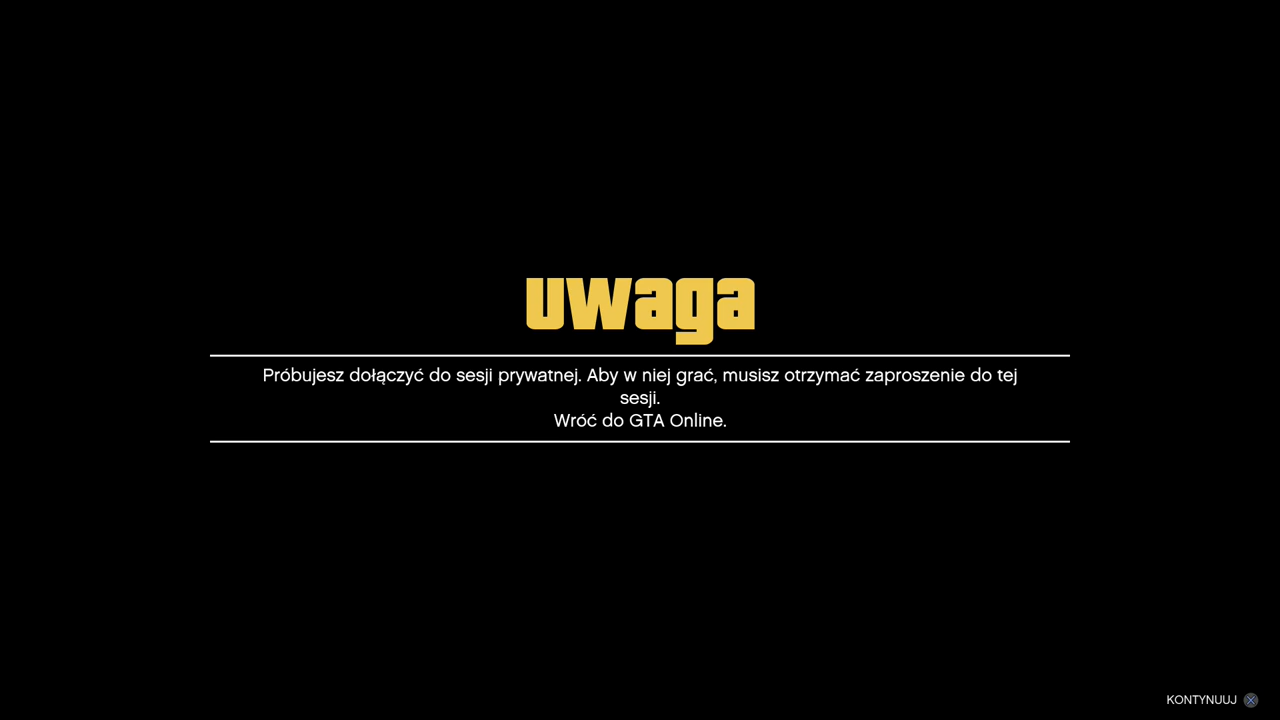 uwaga
Próbujesz dołączyć do sesji prywatnej. Aby w niej grać, musisz otrzymać zaproszenie do tej
sesji.
Wróć do GTA Online.
KONTYNUUJ